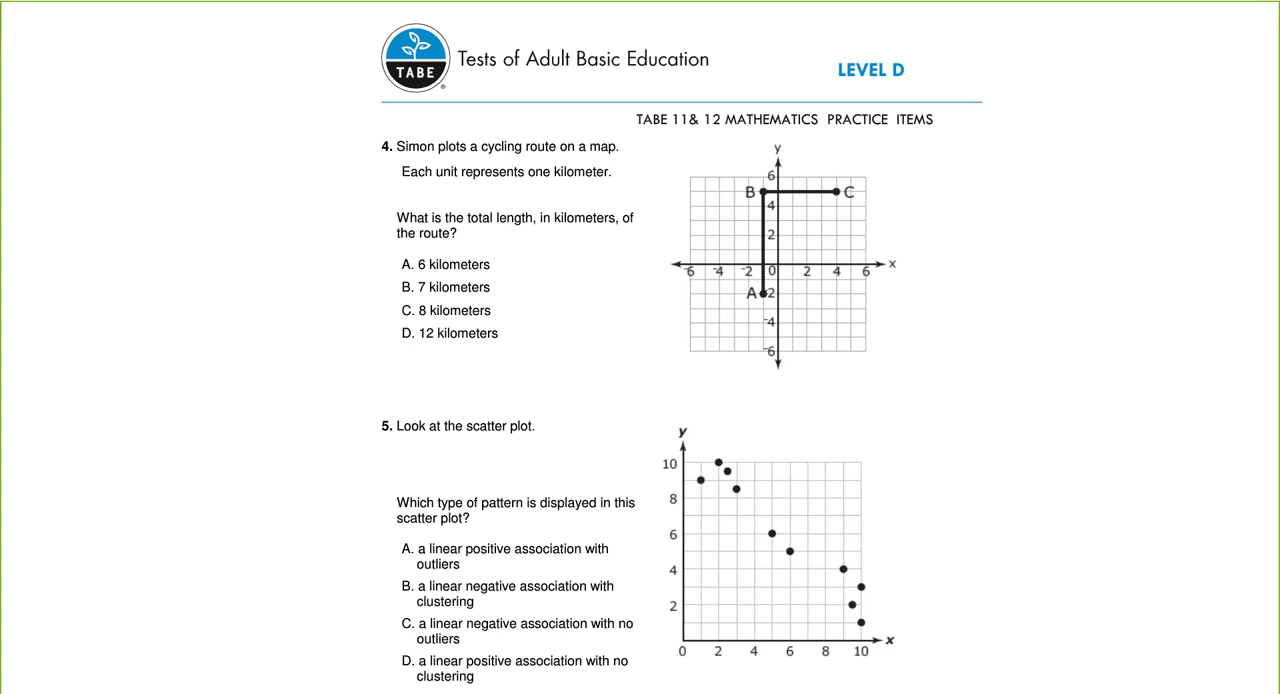 TABE
®
Tests of Adult Basic Education
LEVEL D
TABE 11& 12 MATHEMATICS PRACTICE ITEMS
4. Simon plots a cycling route on a map.
Each unit represents one kilometer.
What is the total length, in kilometers, of
the route?
A. 6 kilometers
B. 7 kilometers
C. 8 kilometers
D. 12 kilometers
y
6
B C
4
2
-6 -4 -2 0 2 4 6 x
A -2
-4
-6
5. Look at the scatter plot.
Which type of pattern is displayed in this
scatter plot?
A. a linear positive association with
outliers
B. a linear negative association with
clustering
C. a linear negative association with no
outliers
D. a linear positive association with no
clustering
y
10
8
6
4
2
x
0 2 4 6 8 10